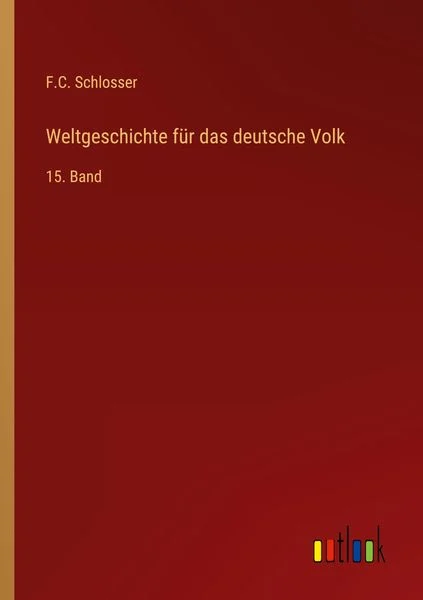 F.C. Schlosser
Weltgeschichte für das deutsche Volk
15. Band
outlook